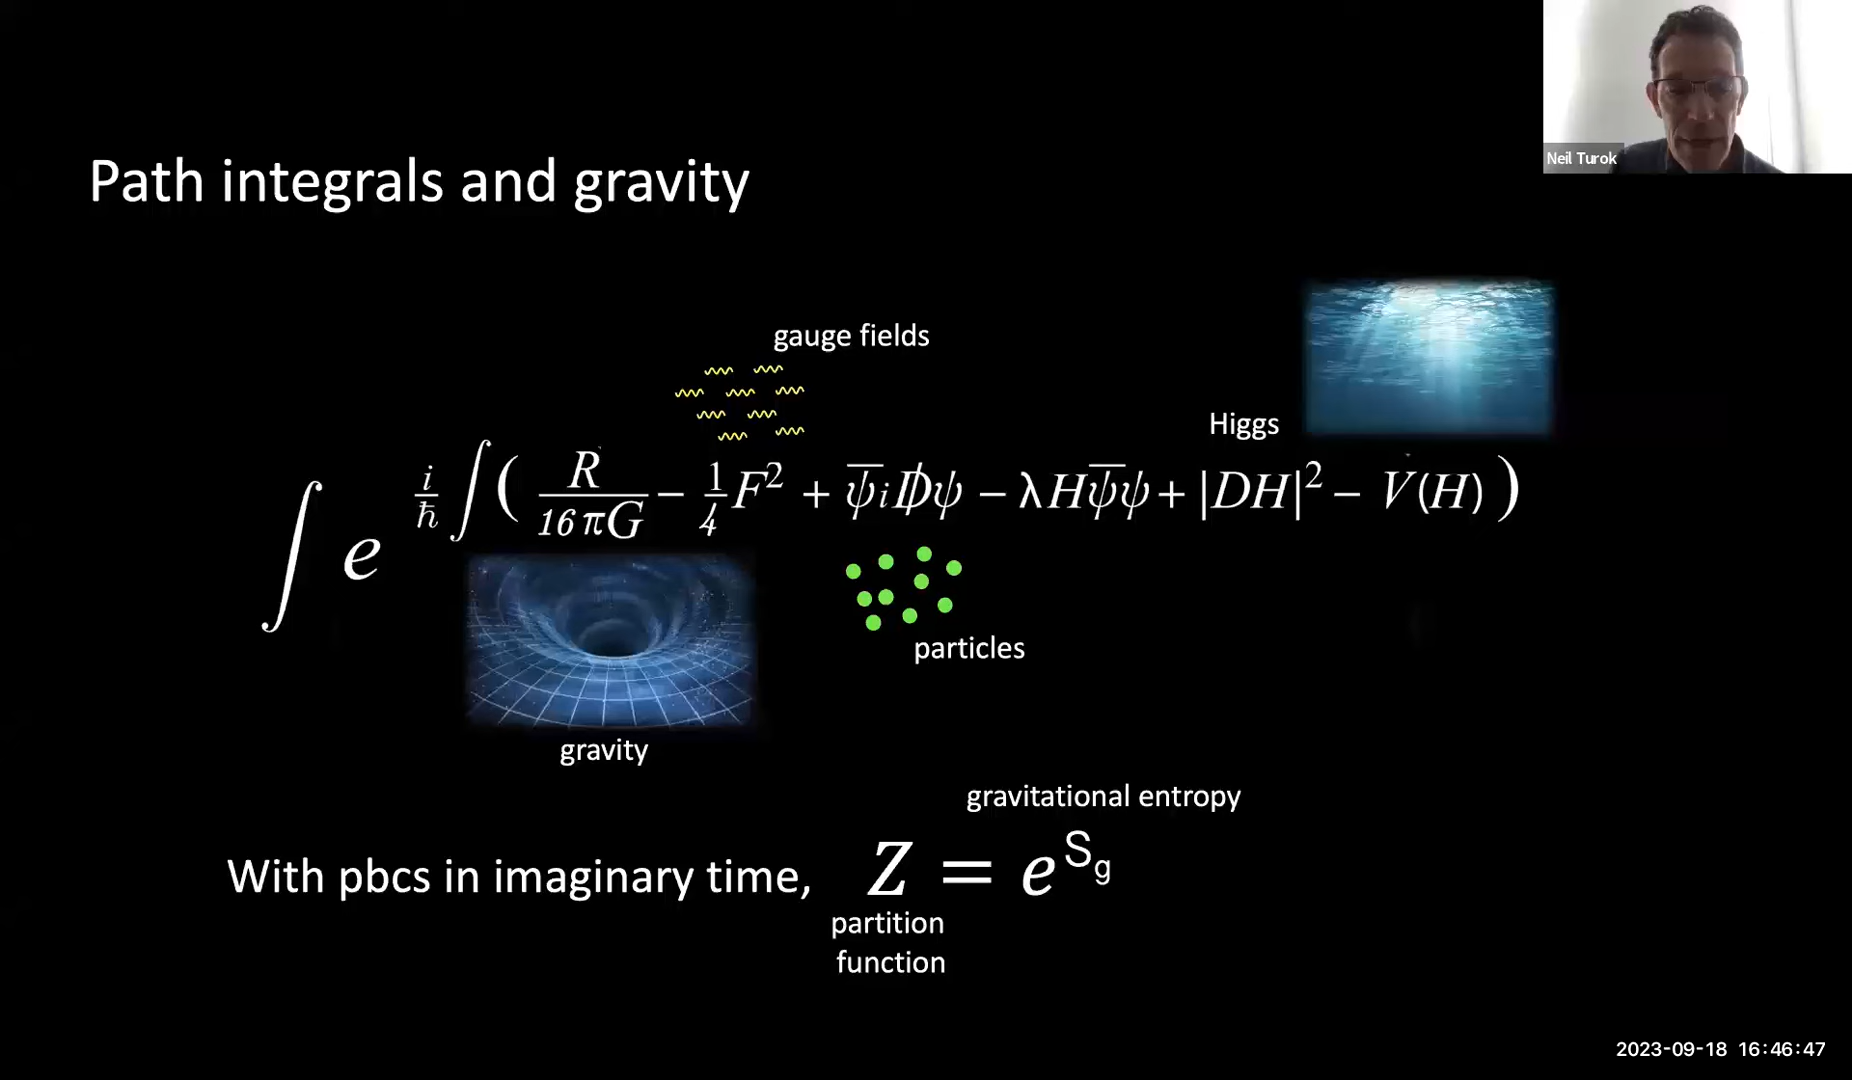 Neil Turok
Path integrals and gravity
gauge fields
Higgs
∫ e^{i/ħ ∫( R/16πG − 1/4 F² + ψ̄iD̸ψ − λHψ̄ψ + |DH|² − V(H) )}
particles
gravity
gravitational entropy
With pbcs in imaginary time, Z = e^{S_g}
partition
function
2023-09-18 16:46:47